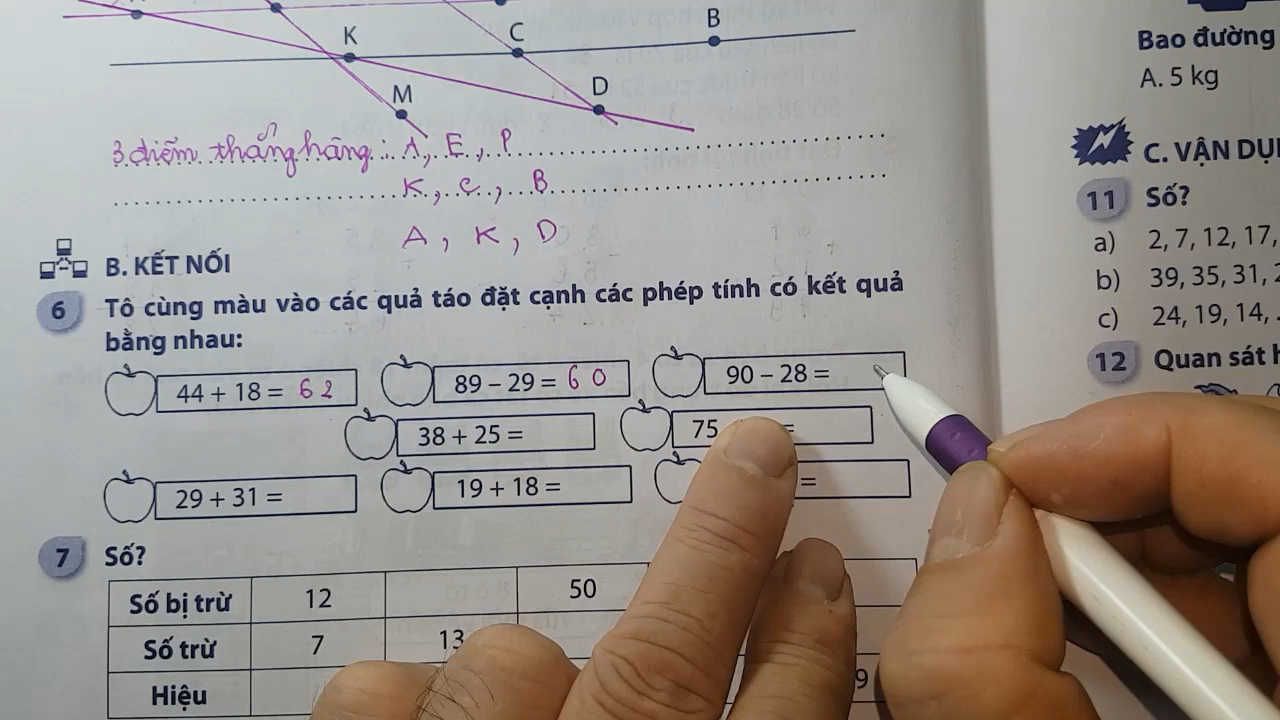 K
C
B
M
D
3 điểm thẳng hàng: A, E, P
K, C, B
A, K, D
B. KẾT NỐI
6 Tô cùng màu vào các quả táo đặt cạnh các phép tính có kết quả
bằng nhau:
44 + 18 = 62
89 – 29 = 60
90 – 28 =
38 + 25 =
75 =
29 + 31 =
19 + 18 =
=
7 Số?
Số bị trừ 12 50
Số trừ 7 13
Hiệu 9
Bao đường
A. 5 kg
C. VẬN DỤ
11 Số?
a) 2, 7, 12, 17,
b) 39, 35, 31,
c) 24, 19, 14,
12 Quan sát